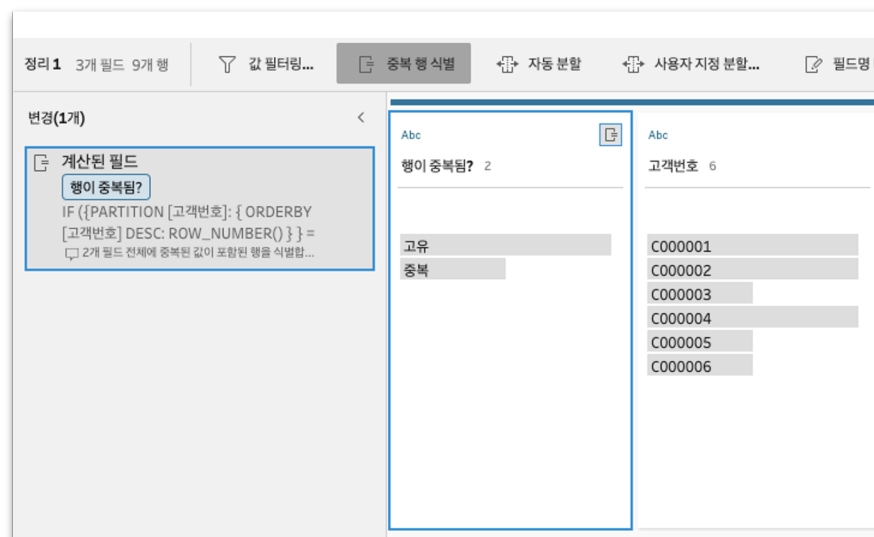 정리 1 3개 필드 9개 행 값 필터링... 중복 행 식별 자동 분할 사용자 지정 분할... 필드명
변경(1개)
계산된 필드
행이 중복됨?
IF ({PARTITION [고객번호]: { ORDERBY
[고객번호] DESC: ROW_NUMBER() } } =
2개 필드 전체에 중복된 값이 포함된 행을 식별합...
Abc
행이 중복됨? 2
고유
중복
Abc
고객번호 6
C000001
C000002
C000003
C000004
C000005
C000006